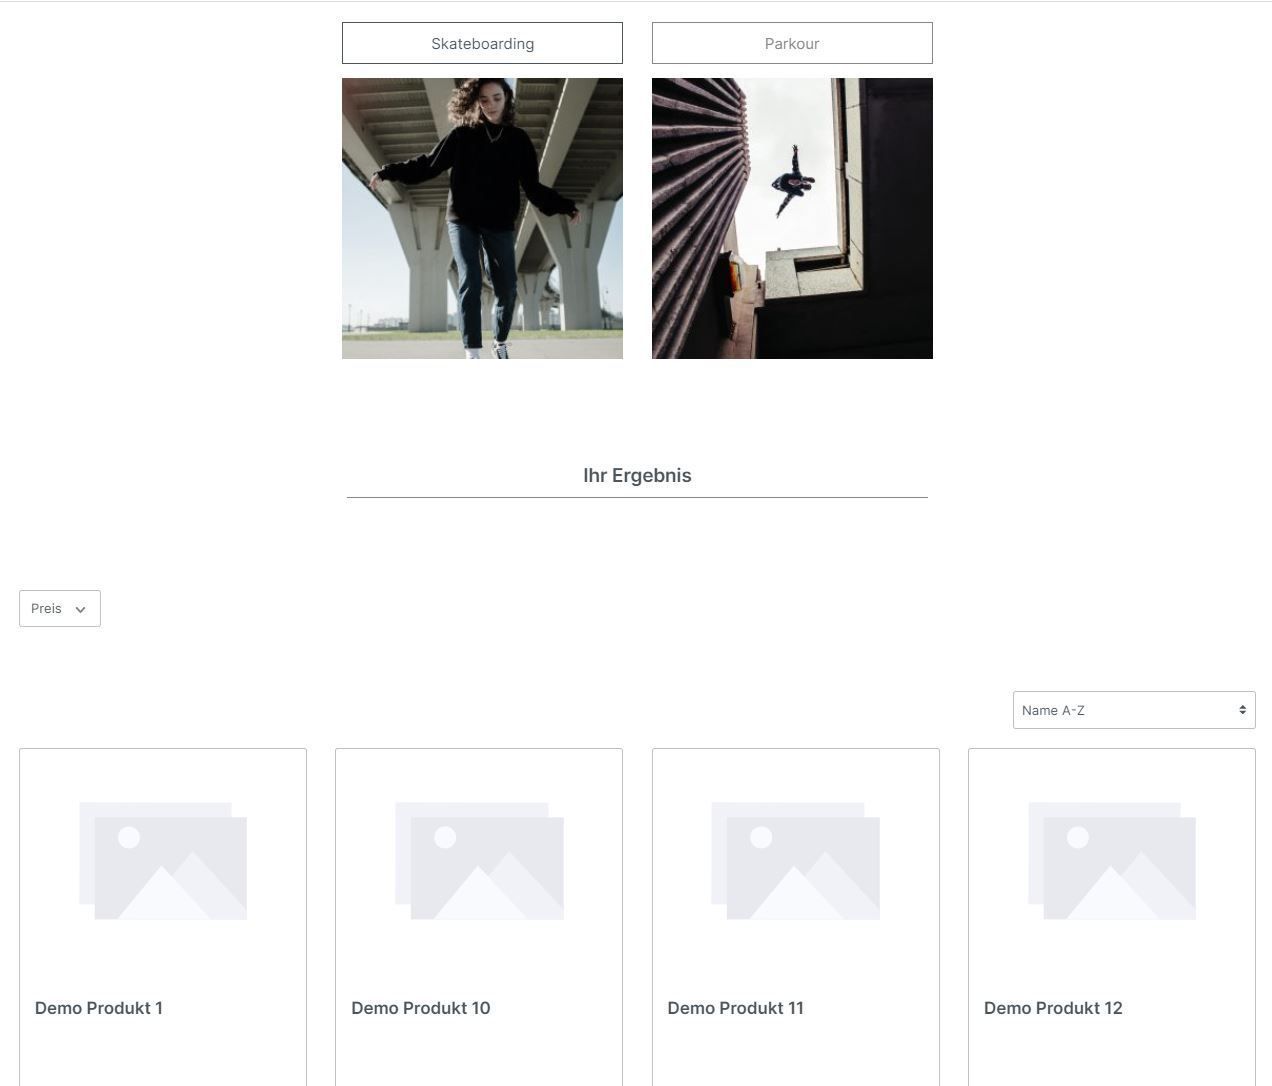 Skateboarding
Parkour
Ihr Ergebnis
Preis
Name A-Z
Demo Produkt 1
Demo Produkt 10
Demo Produkt 11
Demo Produkt 12